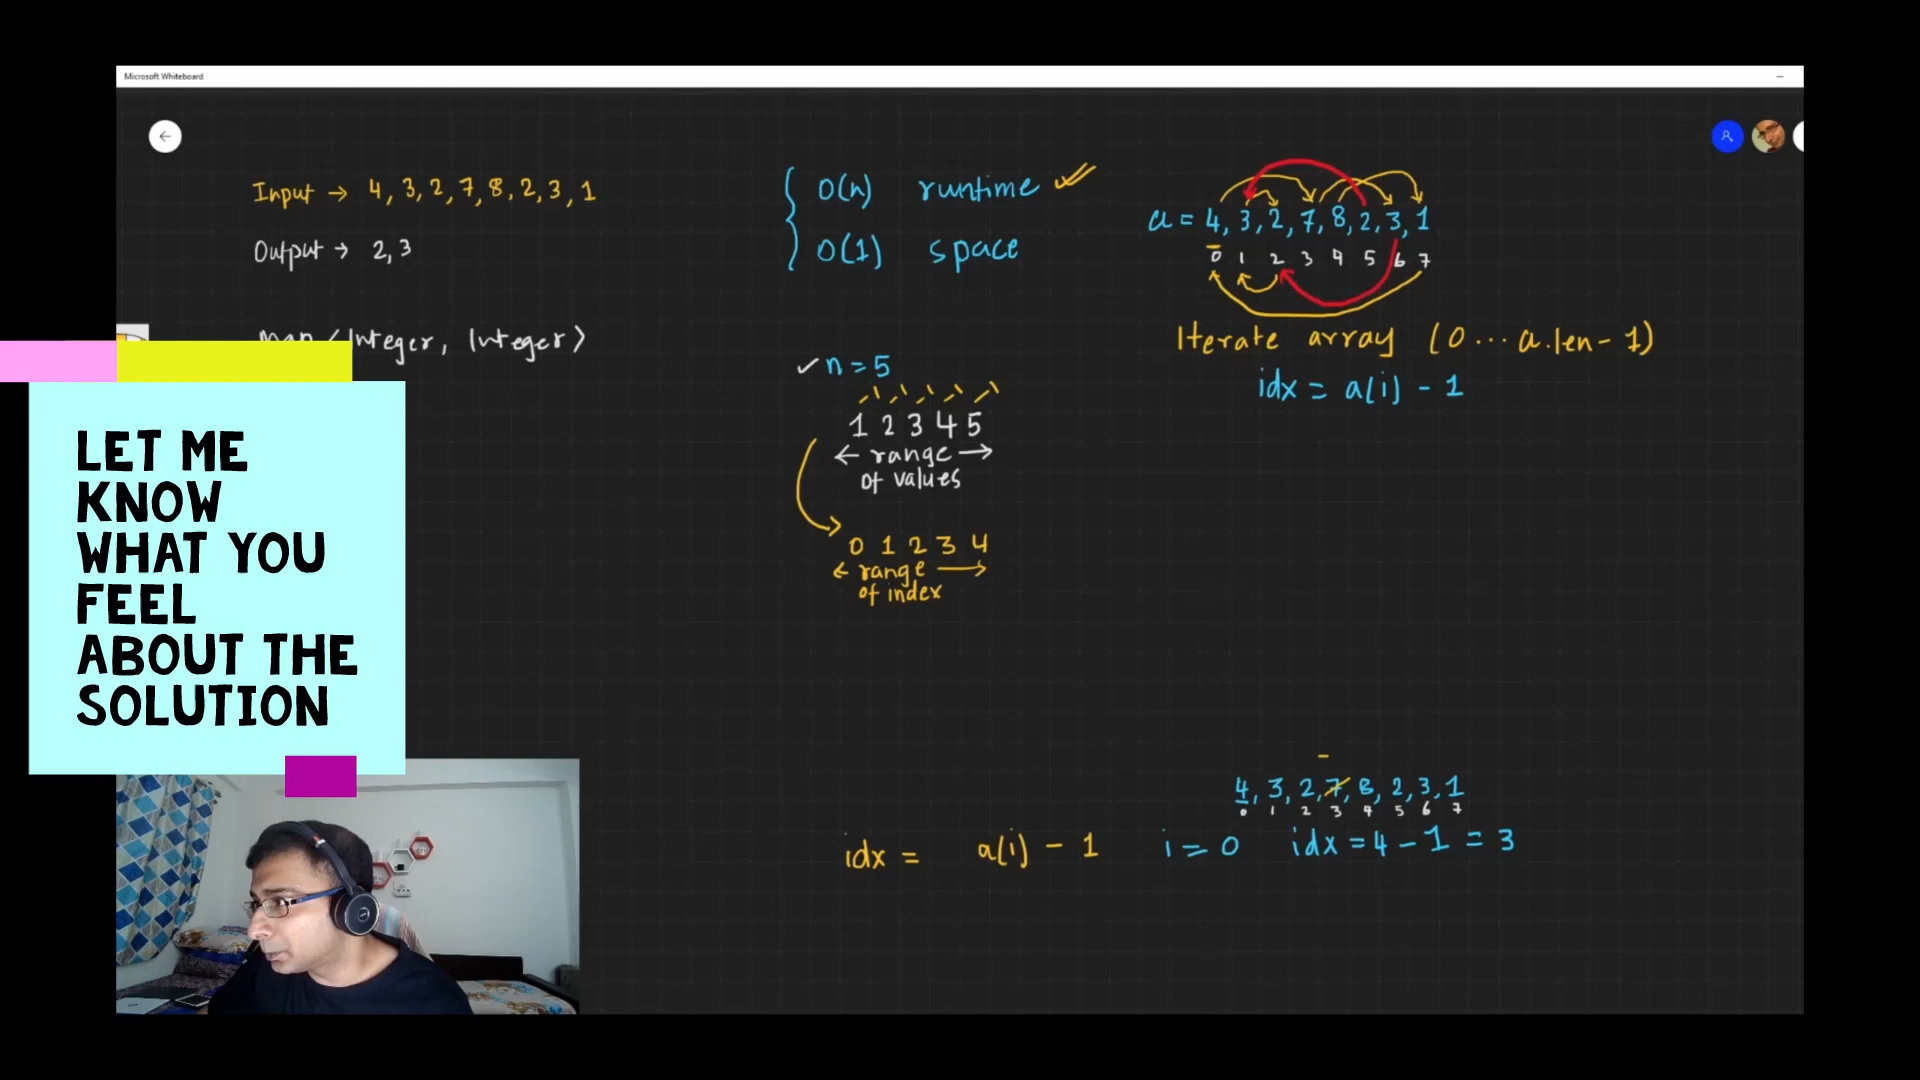 Microsoft Whiteboard
Input → 4, 3, 2, 7, 8, 2, 3, 1
Output → 2, 3
Map <Integer, Integer>
LET ME
KNOW
WHAT YOU
FEEL
ABOUT THE
SOLUTION
O(n) runtime
O(1) space
n = 5
1 2 3 4 5
← range →
of values
0 1 2 3 4
← range →
of index
a = 4, 3, 2, 7, 8, 2, 3, 1
0 1 2 3 4 5 6 7
Iterate array (0 ... a.len - 1)
idx = a(i) - 1
4, 3, 2, 7, 8, 2, 3, 1
0 1 2 3 4 5 6 7
idx = a(i) - 1 i = 0 idx = 4 - 1 = 3